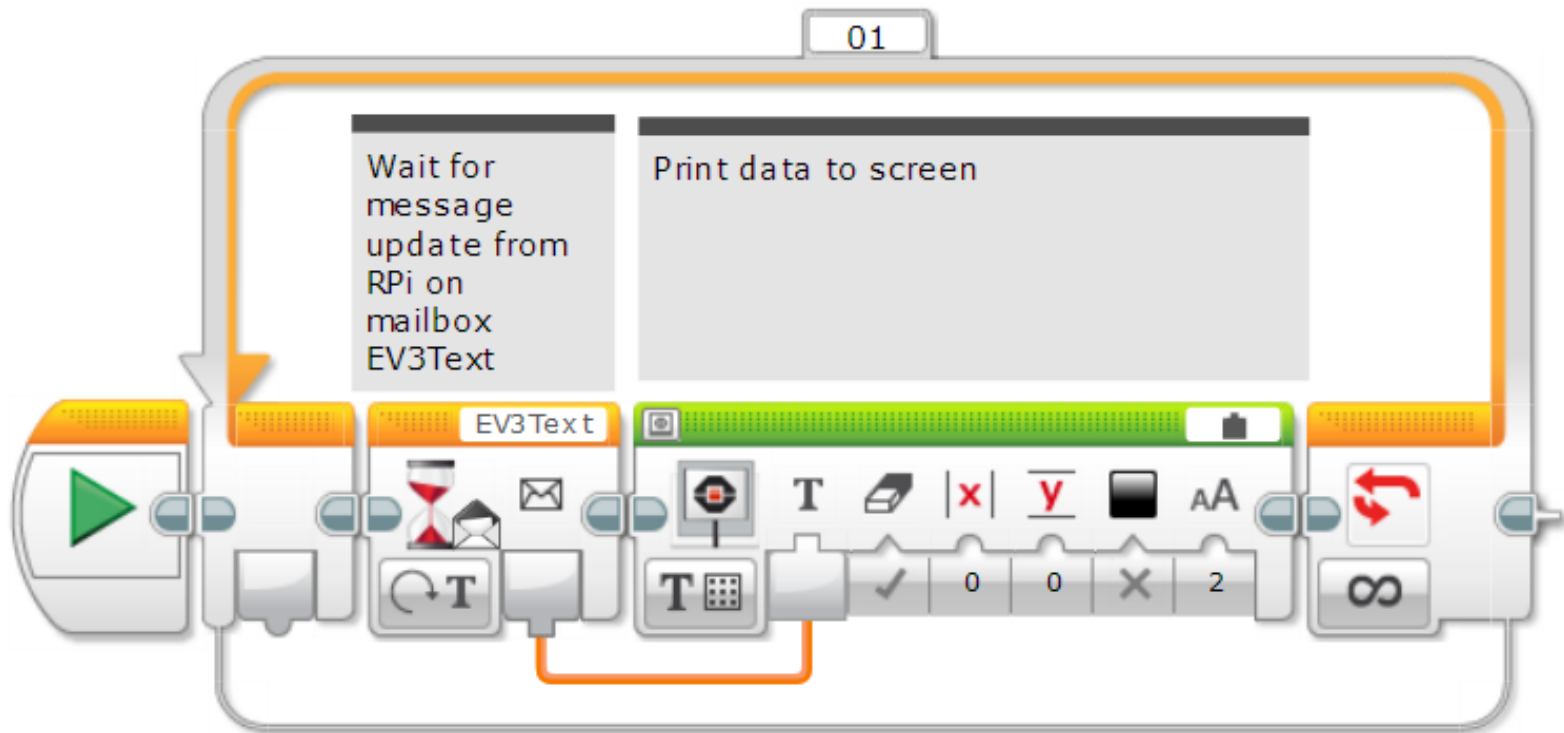 01
Wait for
message
update from
RPi on
mailbox
EV3Text
Print data to screen
EV3Text
T x y AA
T T 0 0 2